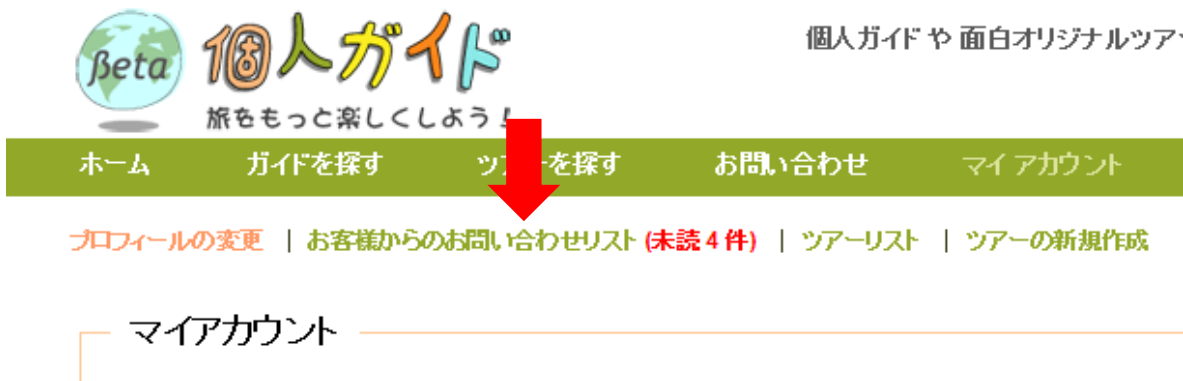 βeta 個人ガイド
個人ガイド や 面白オリジナルツア
旅をもっと楽しくしよう！
ホーム ガイドを探す ツアーを探す お問い合わせ マイ アカウント
プロフィールの変更 | お客様からのお問い合わせリスト (未読 4 件) | ツアーリスト | ツアーの新規作成
マイアカウント